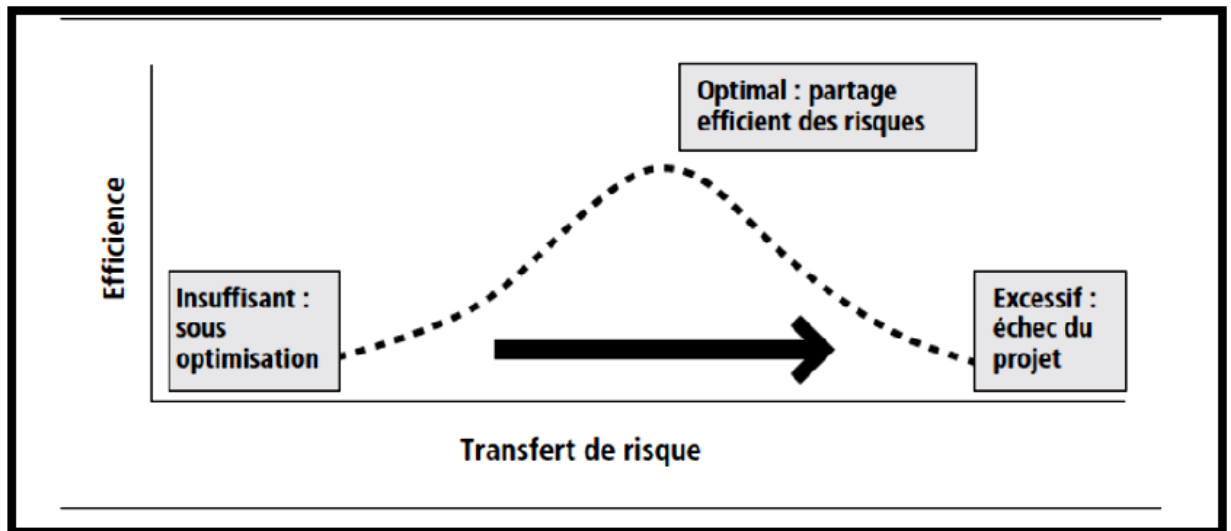 Optimal : partage
efficient des risques
Efficience
Insuffisant :
sous
optimisation
Excessif :
échec du
projet
Transfert de risque